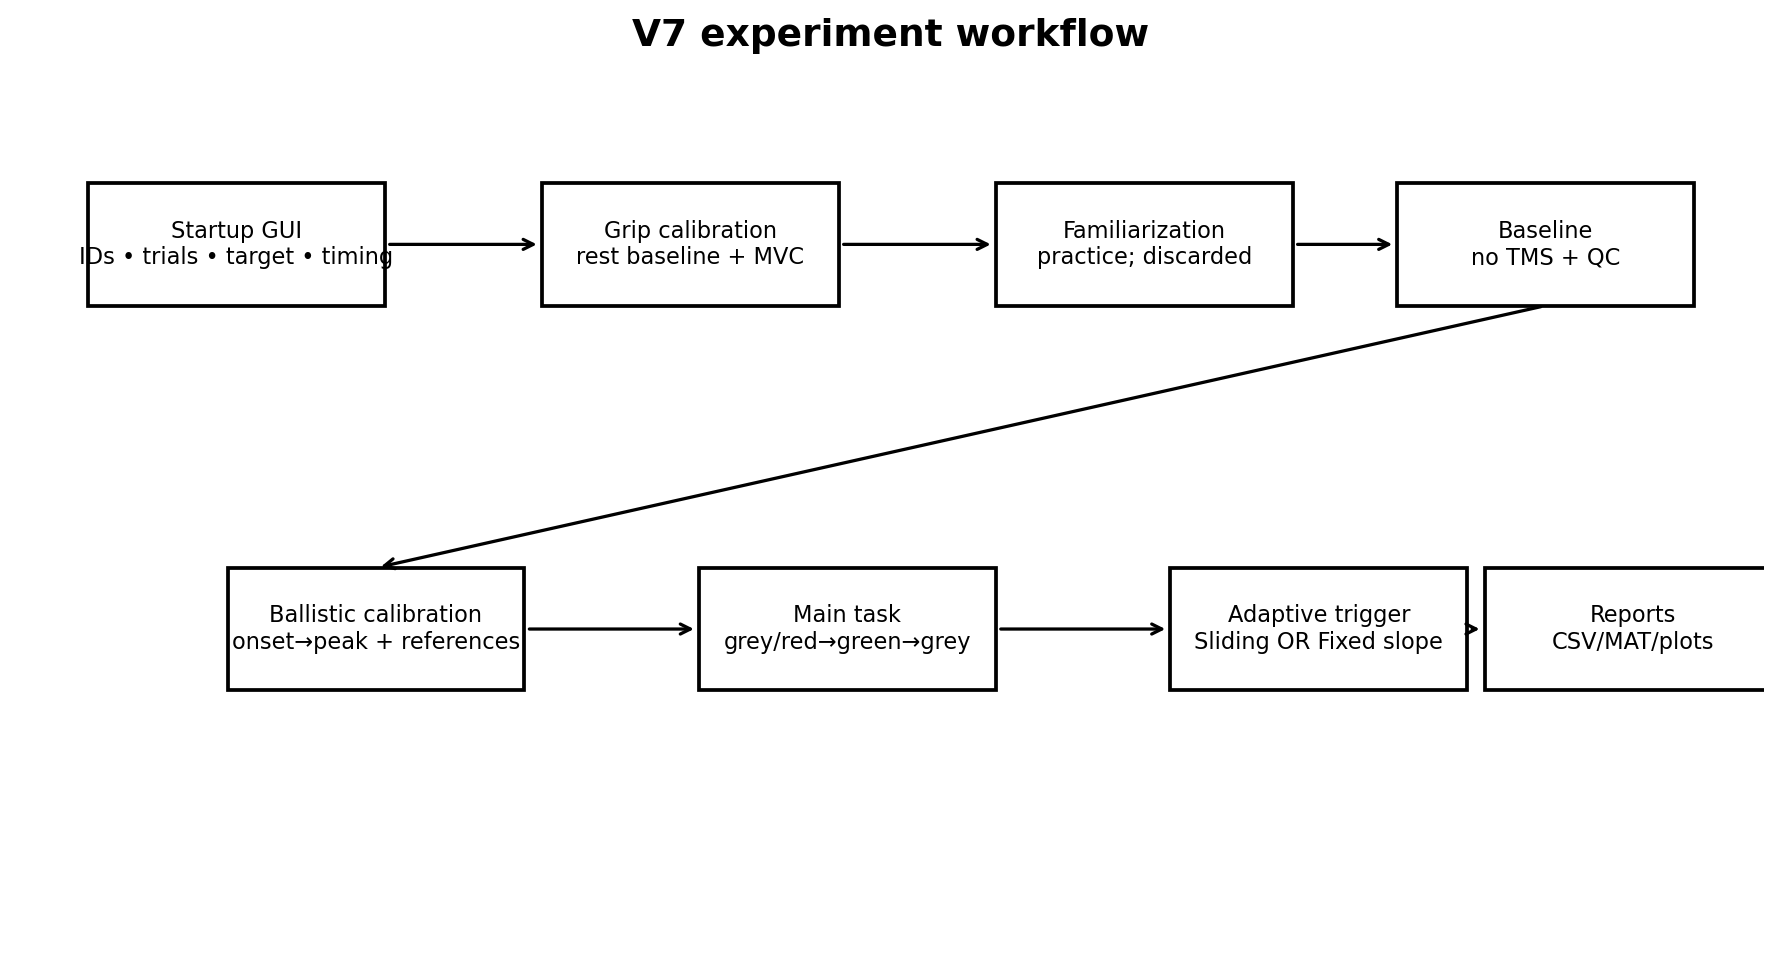 V7 experiment workflow
Startup GUI
IDs • trials • target • timing
Grip calibration
rest baseline + MVC
Familiarization
practice; discarded
Baseline
no TMS + QC
Ballistic calibration
onset→peak + references
Main task
grey/red→green→grey
Adaptive trigger
Sliding OR Fixed slope
Reports
CSV/MAT/plots